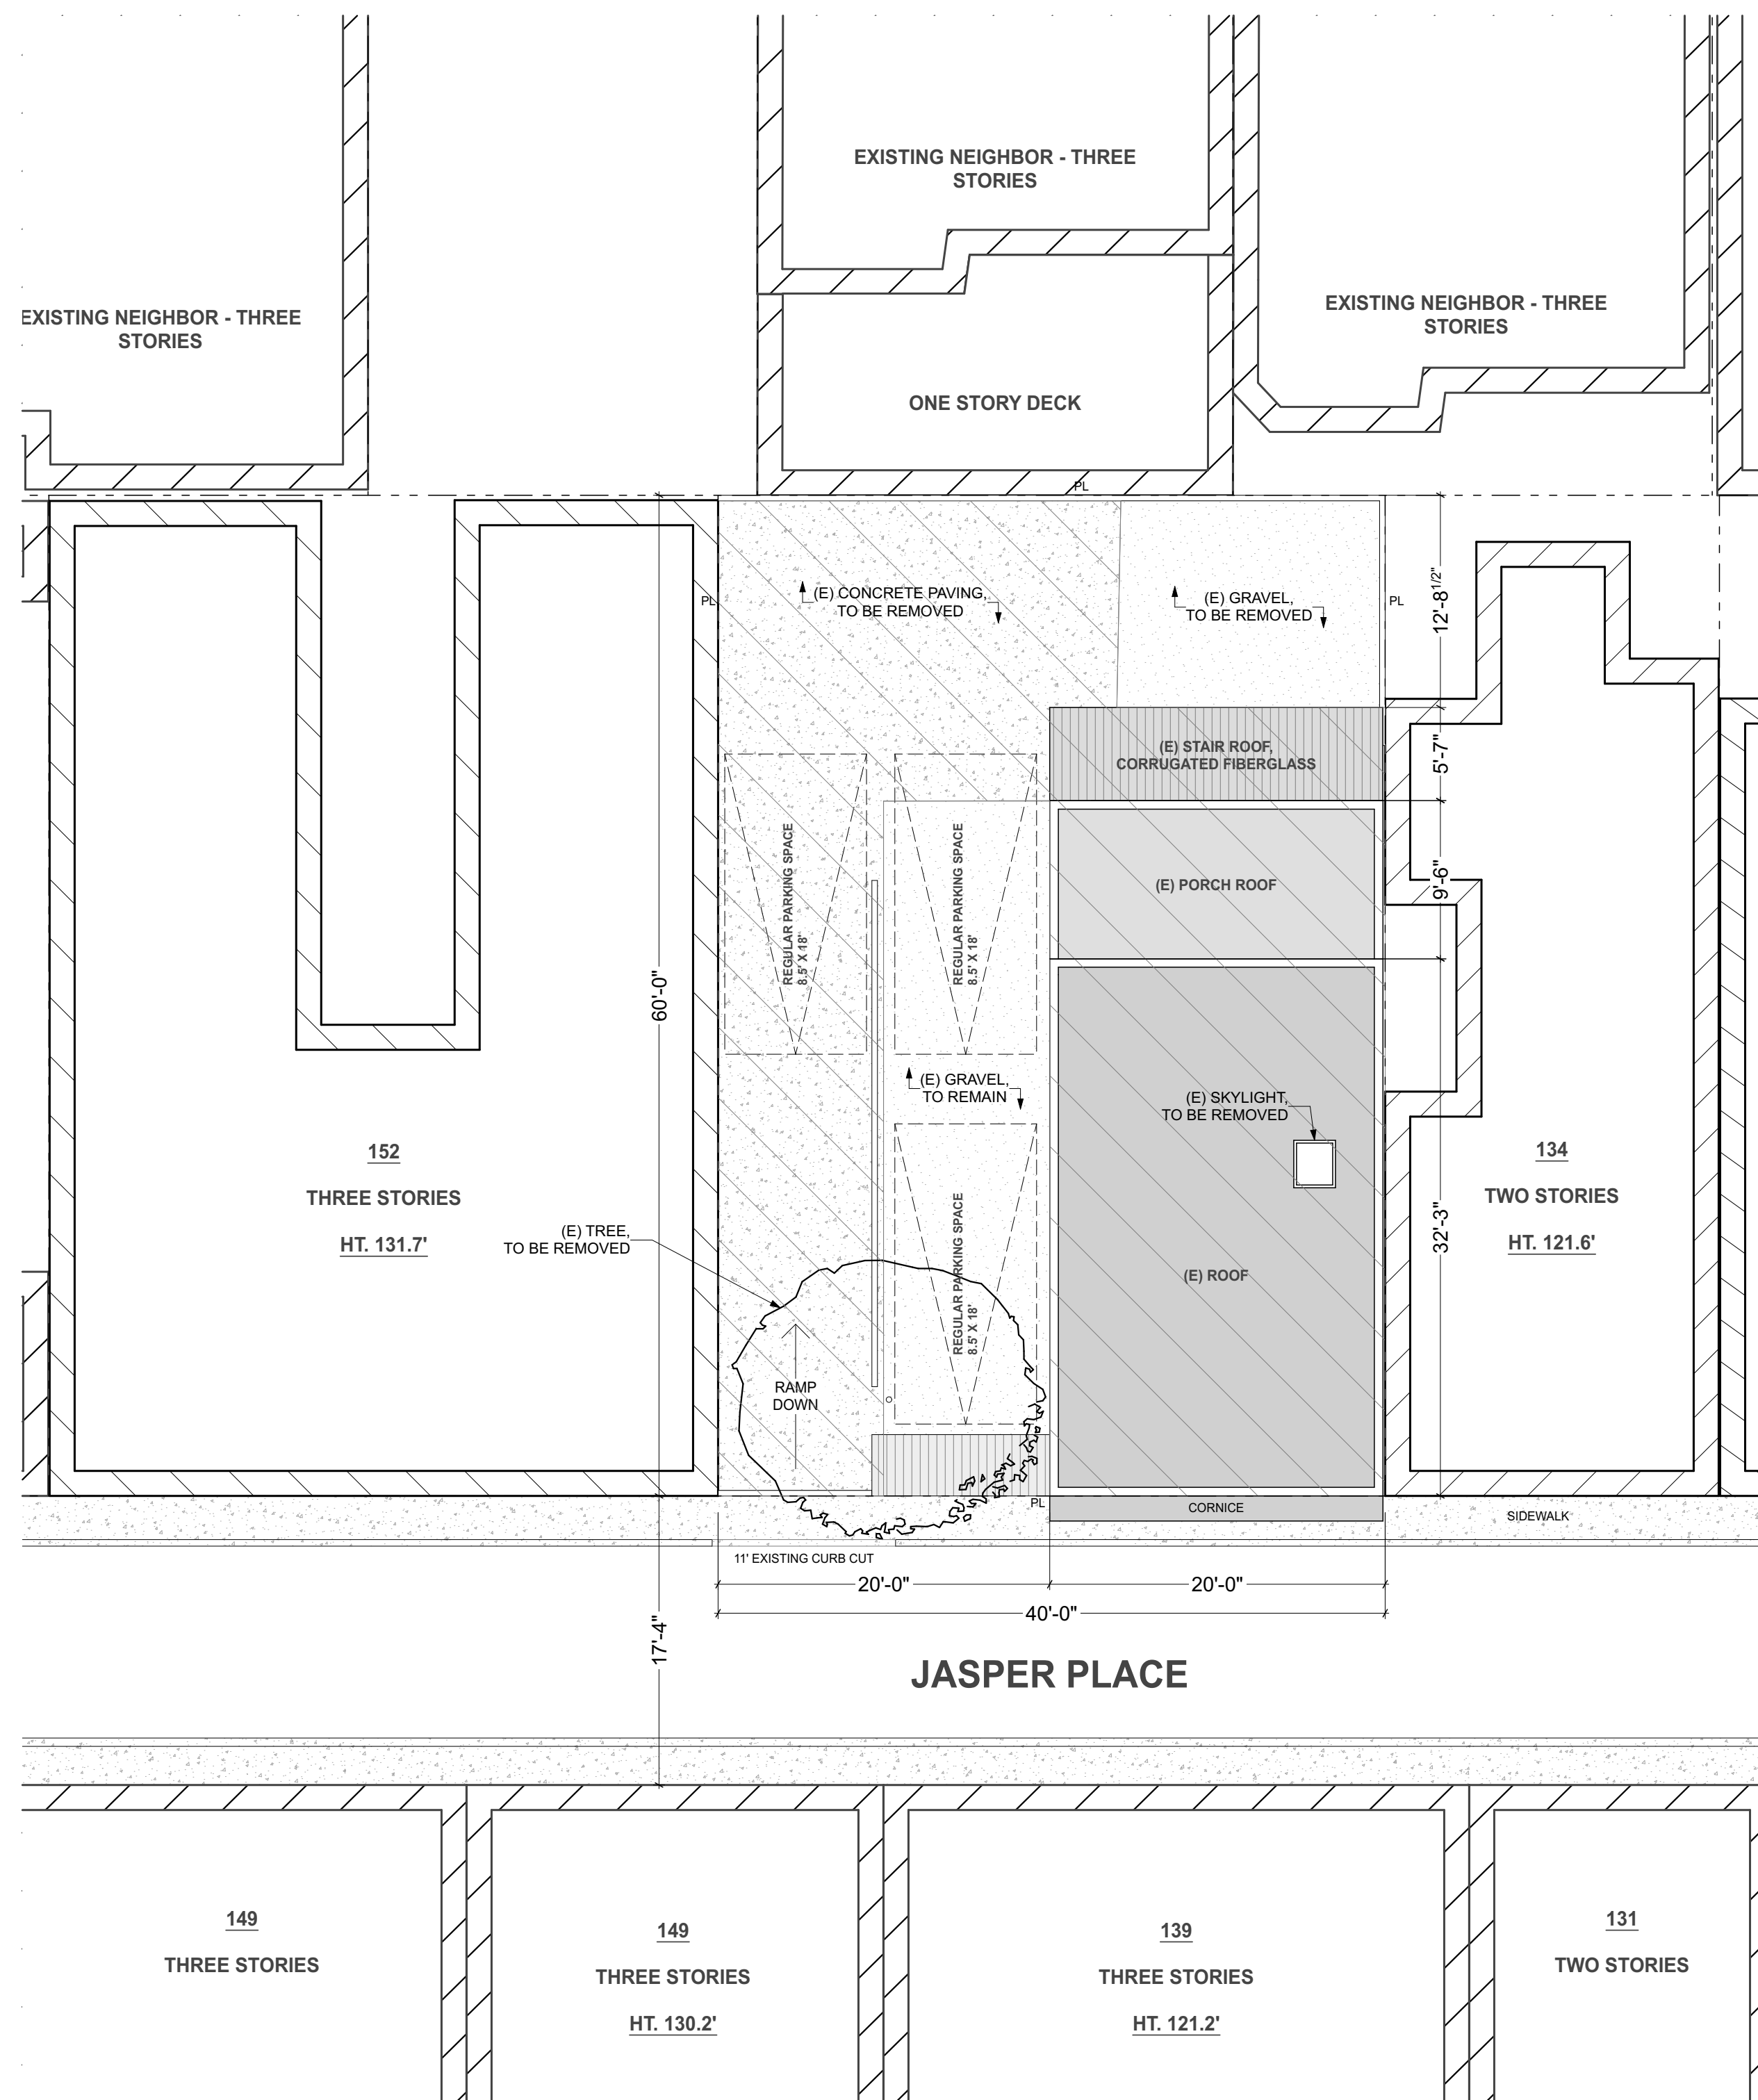 EXISTING NEIGHBOR - THREE
STORIES
EXISTING NEIGHBOR - THREE
STORIES
EXISTING NEIGHBOR - THREE
STORIES
ONE STORY DECK
PL
(E) CONCRETE PAVING,
TO BE REMOVED
(E) GRAVEL,
TO BE REMOVED
PL
PL
12'-8 1/2"
(E) STAIR ROOF,
CORRUGATED FIBERGLASS
5'-7"
REGULAR PARKING SPACE
8.5' X 18'
REGULAR PARKING SPACE
8.5' X 18'
(E) PORCH ROOF
9'-6"
60'-0"
(E) GRAVEL,
TO REMAIN
(E) SKYLIGHT,
TO BE REMOVED
152
THREE STORIES
HT. 131.7'
134
TWO STORIES
HT. 121.6'
(E) TREE,
TO BE REMOVED
REGULAR PARKING SPACE
8.5' X 18'
(E) ROOF
32'-3"
RAMP
DOWN
PL
CORNICE
SIDEWALK
11' EXISTING CURB CUT
20'-0"
20'-0"
40'-0"
17'-4"
JASPER PLACE
149
THREE STORIES
149
THREE STORIES
HT. 130.2'
139
THREE STORIES
HT. 121.2'
131
TWO STORIES